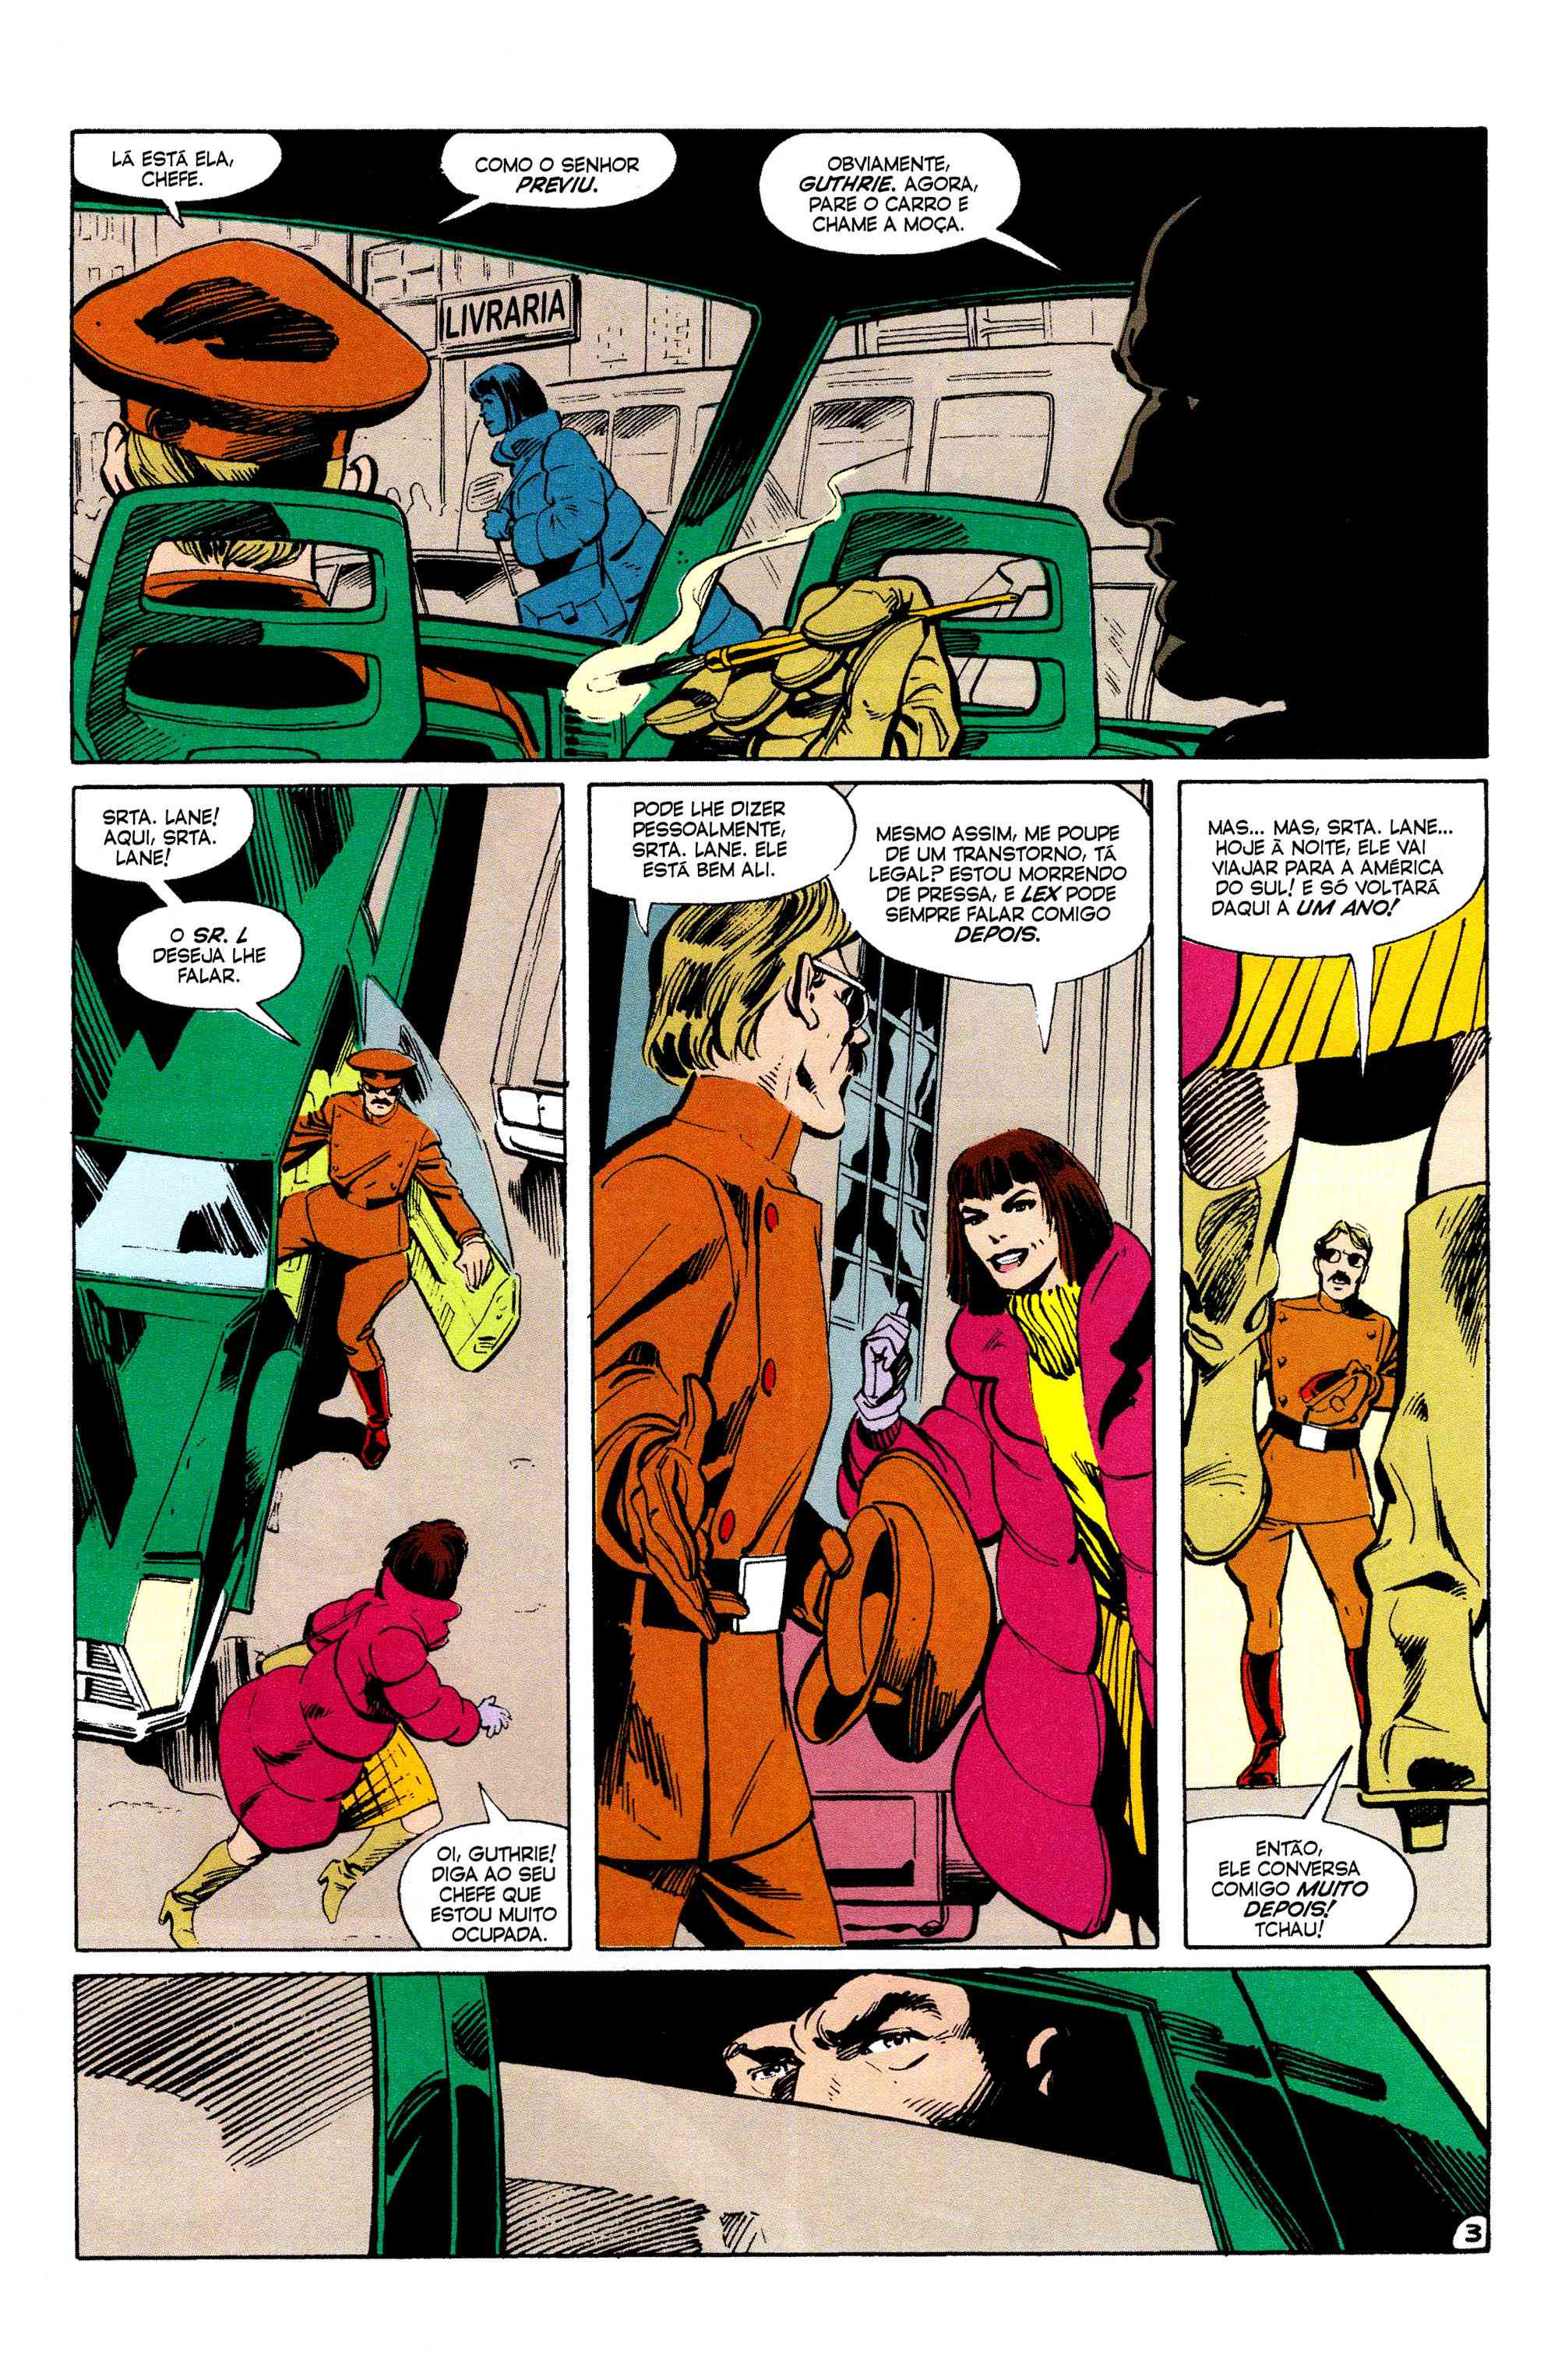 LÁ ESTÁ ELA,
CHEFE.
COMO O SENHOR
PREVIU.
OBVIAMENTE,
GUTHRIE. AGORA,
PARE O CARRO E
CHAME A MOÇA.
LIVRARIA
SRTA. LANE!
AQUI, SRTA.
LANE!
O SR. L
DESEJA LHE
FALAR.
OI, GUTHRIE!
DIGA AO SEU
CHEFE QUE
ESTOU MUITO
OCUPADA.
PODE LHE DIZER
PESSOALMENTE,
SRTA. LANE. ELE
ESTÁ BEM ALI.
MESMO ASSIM, ME POUPE
DE UM TRANSTORNO, TÁ
LEGAL? ESTOU MORRENDO
DE PRESSA, E LEX PODE
SEMPRE FALAR COMIGO
DEPOIS.
MAS... MAS, SRTA. LANE...
HOJE À NOITE, ELE VAI
VIAJAR PARA A AMÉRICA
DO SUL! E SÓ VOLTARÁ
DAQUI A UM ANO!
ENTÃO,
ELE CONVERSA
COMIGO MUITO
DEPOIS!
TCHAU!
3